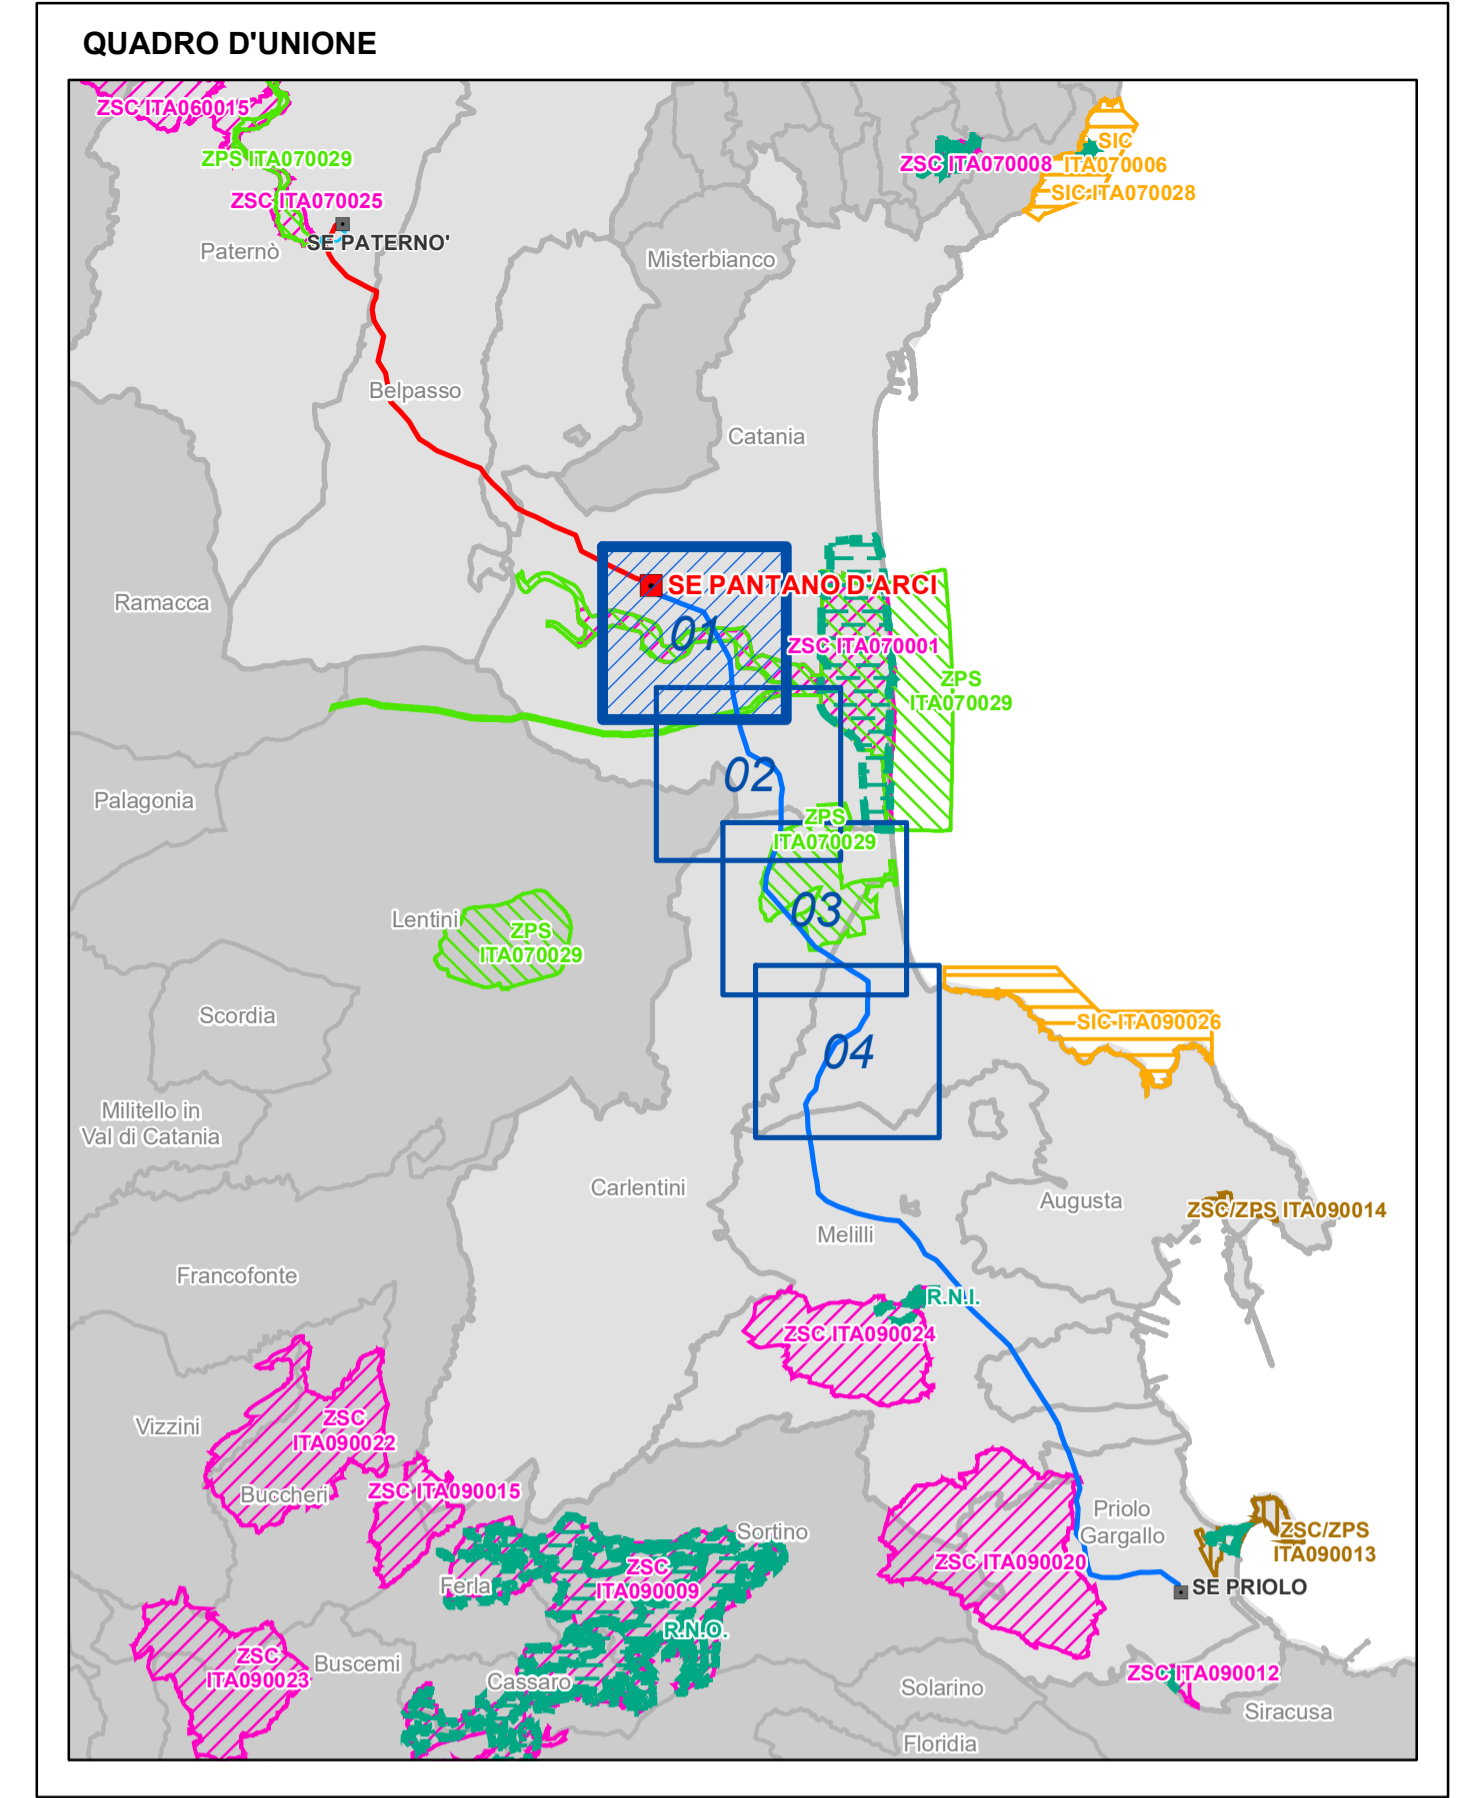 QUADRO D'UNIONE
ZSC ITA060015
ZPS ITA070029
ZSC ITA070025
SE PATERNO'
Paternò
ZSC ITA070008
SIC
ITA070006
SIC ITA070028
Misterbianco
Belpasso
Catania
Ramacca
SE PANTANO D'ARCI
01
ZSC ITA070001
ZPS
ITA070029
02
Palagonia
ZPS
ITA070029
03
Lentini
ZPS
ITA070029
Scordia
SIC ITA090026
04
Militello in
Val di Catania
Carlentini
Augusta
ZSC/ZPS ITA090014
Melilli
Francofonte
R.N.I.
ZSC ITA090024
Vizzini
ZSC
ITA090022
Buccheri
ZSC ITA090015
Sortino
Priolo
Gargallo
ZSC/ZPS
ITA090013
ZSC ITA090020
SE PRIOLO
Ferla
ZSC
ITA090009
R.N.O.
ZSC
ITA090023
Buscemi
Cassaro
ZSC ITA090012
Solarino
Siracusa
Floridia